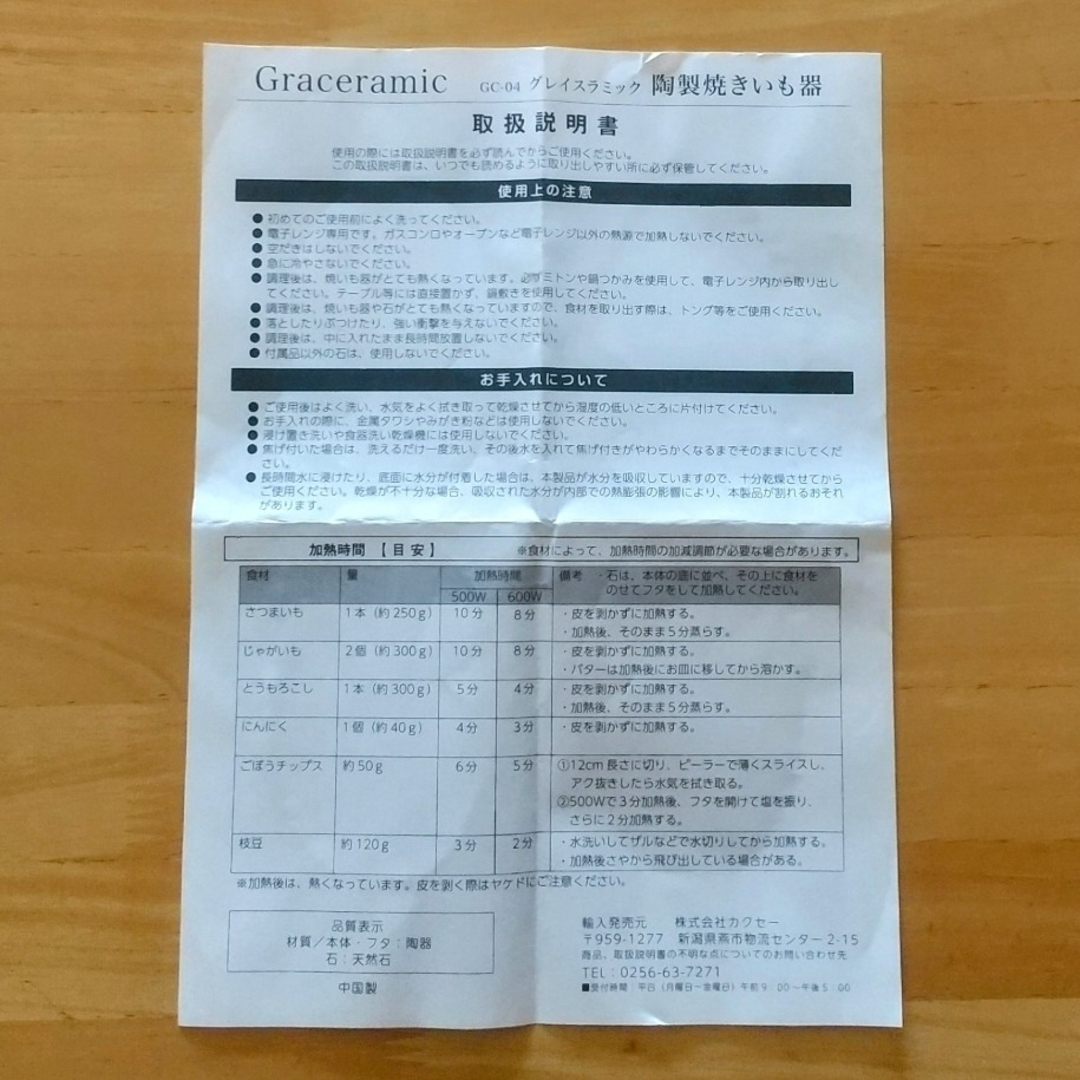 Graceramic GC-04 グレイスラミック 陶製焼きいも器
取扱説明書
使用の際には取扱説明書を必ず読んでからご使用ください。
この取扱説明書は、いつでも読めるように取り出しやすい所に必ず保管してください。
使用上の注意
● 初めてのご使用前によく洗ってください。
● 電子レンジ専用です。ガスコンロやオーブンなど電子レンジ以外の熱源で加熱しないでください。
● 空だきはしないでください。
● 急に冷やさないでください。
● 調理後は、焼いも器がとても熱くなっています。必ずミトンや鍋つかみを使用して、電子レンジ内から取り出し
てください。テーブル等には直接置かず、鍋敷きを使用してください。
● 調理後は、焼いも器や石がとても熱くなっていますので、食材を取り出す際は、トング等をご使用ください。
● 落としたりぶつけたり、強い衝撃を与えないでください。
● 調理後は、中に入れたまま長時間放置しないでください。
● 付属品以外の石は、使用しないでください。
お手入れについて
● ご使用後はよく洗い、水気をよく拭き取って乾燥させてから湿度の低いところに片付けてください。
● お手入れの際に、金属タワシやみがき粉などは使用しないでください。
● 浸け置き洗いや食器洗い乾燥機には使用しないでください。
● 焦げ付いた場合は、洗えるだけ一度洗い、その後水を入れて焦げ付きがやわらかくなるまでそのままにしてくだ
さい。
● 長時間水に浸けたり、底面に水分が付着した場合は、本製品が水分を吸収していますので、十分乾燥させてから
ご使用ください。乾燥が不十分な場合、吸収された水分が内部での熱膨張の影響により、本製品が割れるおそれ
があります。
加熱時間 【目安】 ※食材によって、加熱時間の加減調節が必要な場合があります。
食材 量 加熱時間 備考 ・石は、本体の底に並べ、その上に食材を
500W 600W のせてフタをして加熱してください。
さつまいも 1本（約250g） 10分 8分 ・皮を剥かずに加熱する。
・加熱後、そのまま5分蒸らす。
じゃがいも 2個（約300g） 10分 8分 ・皮を剥かずに加熱する。
・バターは加熱後にお皿に移してから溶かす。
とうもろこし 1本（約300g） 5分 4分 ・皮を剥かずに加熱する。
・加熱後、そのまま5分蒸らす。
にんにく 1個（約40g） 4分 3分 ・皮を剥かずに加熱する。
ごぼうチップス 約50g 6分 5分 ①12cm長さに切り、ピーラーで薄くスライスし、
アク抜きしたら水気を拭き取る。
②500Wで3分加熱後、フタを開けて塩を振り、
さらに2分加熱する。
枝豆 約120g 3分 2分 ・水洗いしてザルなどで水切りしてから加熱する。
・加熱後さやから飛び出している場合がある。
※加熱後は、熱くなっています。皮を剥く際はヤケドにご注意ください。
品質表示
材質／本体・フタ：陶器
石：天然石
中国製
輸入発売元 株式会社カクセー
〒959-1277 新潟県燕市物流センター2-15
商品、取扱説明書の不明な点についてのお問い合わせ先
TEL：0256-63-7271
■受付時間：平日（月曜日～金曜日）午前9：00～午後5：00